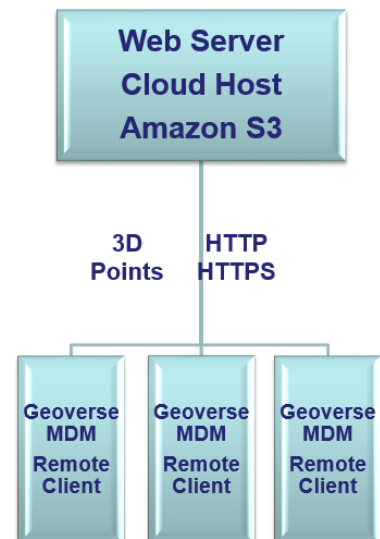 Web Server
Cloud Host
Amazon S3
3D
Points
HTTP
HTTPS
Geoverse
MDM
Remote
Client
Geoverse
MDM
Remote
Client
Geoverse
MDM
Remote
Client